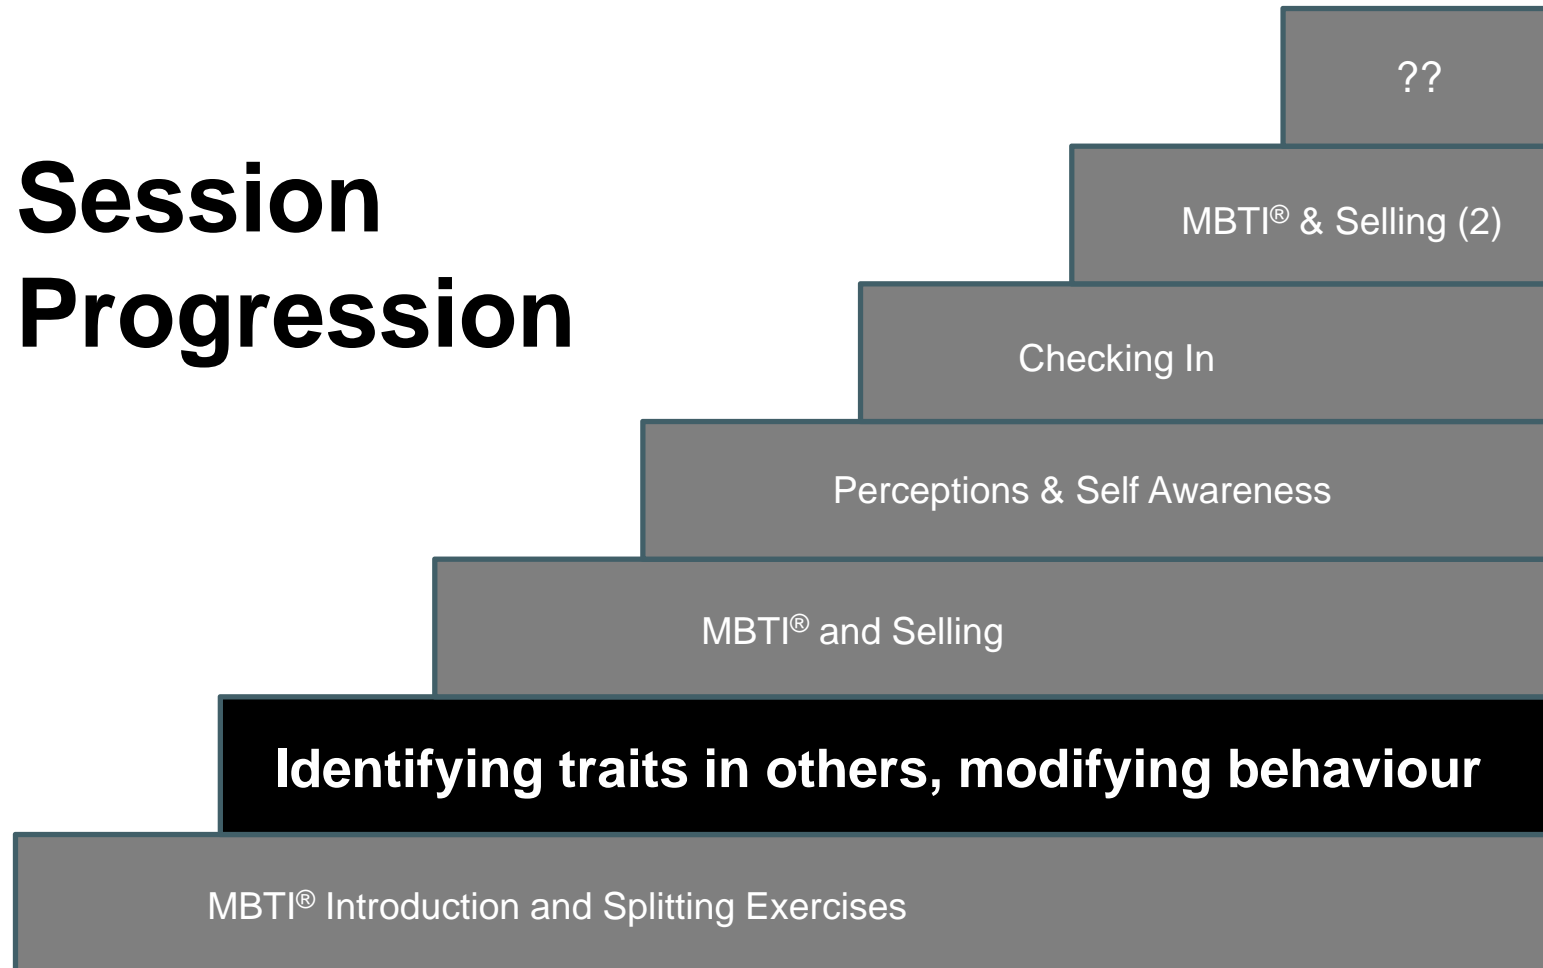 Session
Progression
??
MBTI® & Selling (2)
Checking In
Perceptions & Self Awareness
MBTI® and Selling
Identifying traits in others, modifying behaviour
MBTI® Introduction and Splitting Exercises